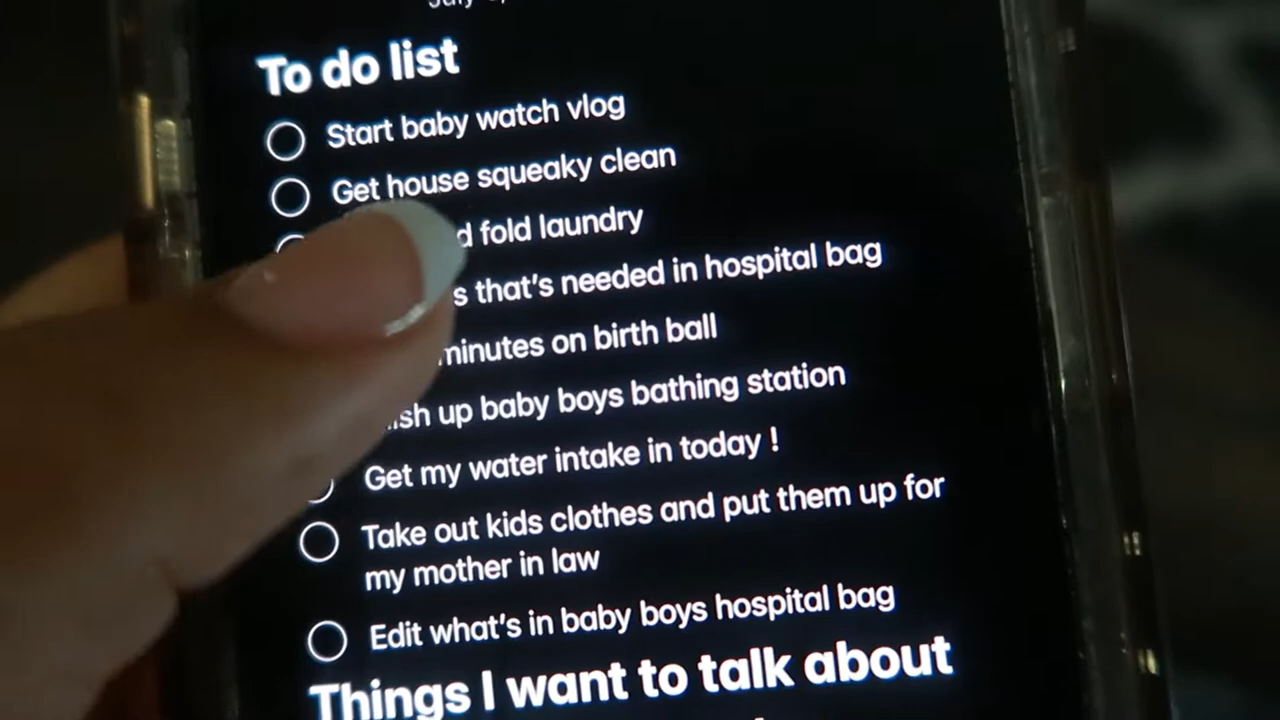 July
To do list
Start baby watch vlog
Get house squeaky clean
fold laundry
that's needed in hospital bag
minutes on birth ball
up baby boys bathing station
Get my water intake in today !
Take out kids clothes and put them up for
my mother in law
Edit what's in baby boys hospital bag
Things I want to talk about